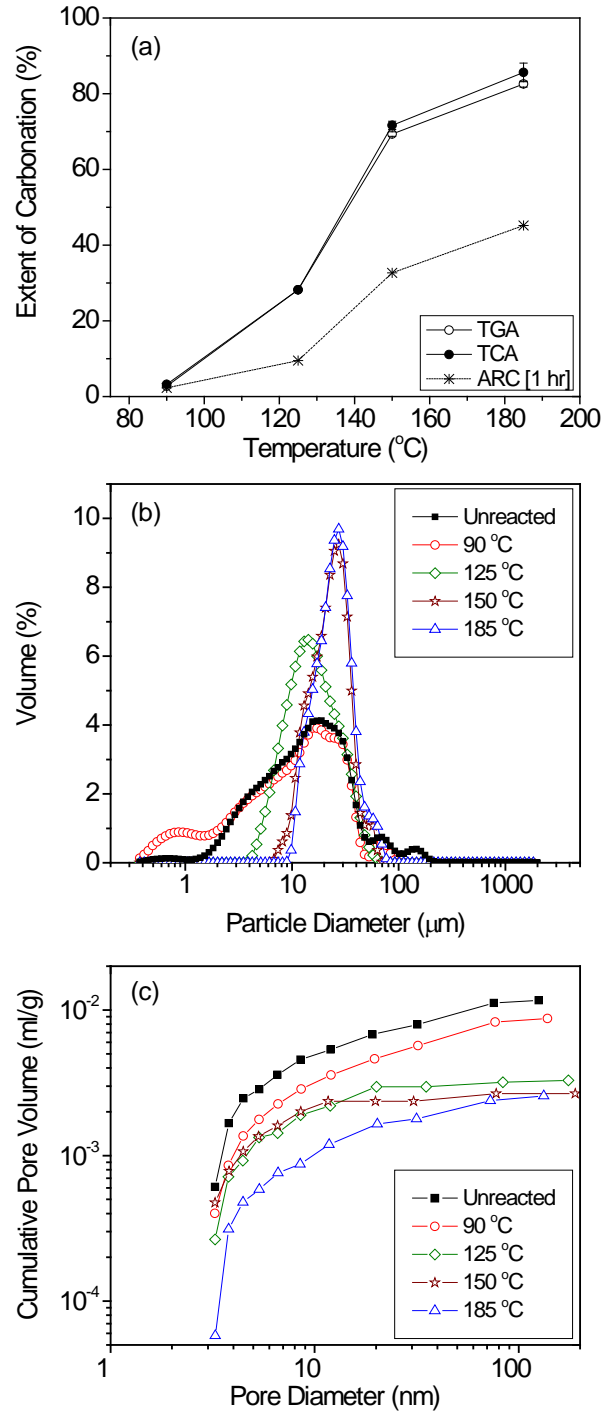 (a)
Extent of Carbonation (%)
100
80
60
40
20
0
TGA
TCA
ARC [1 hr]
80 100 120 140 160 180 200
Temperature (°C)
(b)
Volume (%)
10
8
6
4
2
0
Unreacted
90 °C
125 °C
150 °C
185 °C
1 10 100 1000
Particle Diameter (μm)
(c)
Cumulative Pore Volume (ml/g)
10⁻²
10⁻³
10⁻⁴
Unreacted
90 °C
125 °C
150 °C
185 °C
1 10 100
Pore Diameter (nm)